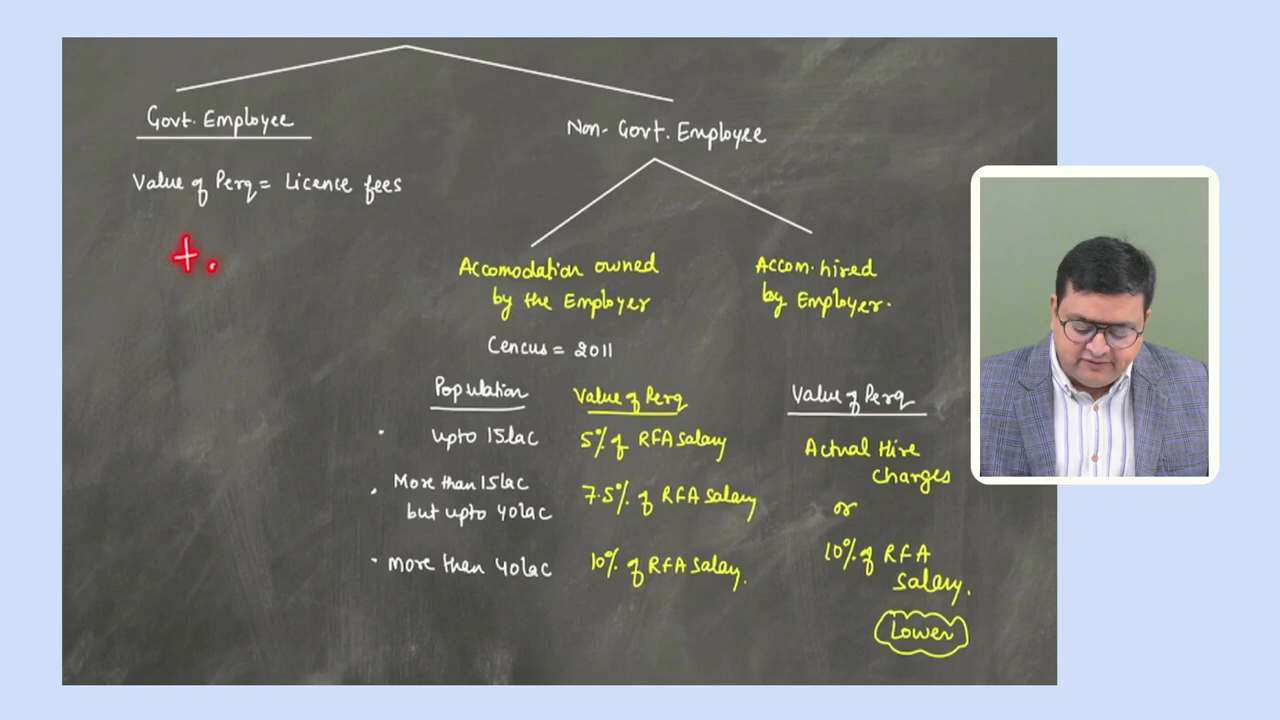 Govt. Employee
Value of Perq = Licence fees
+.
Non-Govt. Employee
Accomodation owned
by the Employer
Cencus = 2011
Population
Value of Perq
upto 15lac
5% of RFA salary
More than 15lac
but upto 40lac
7.5% of RFA salary
more than 40lac
10% of RFA salary.
Accom. hired
by Employer.
Value of Perq
Actual Hire
charges
or
10% of RFA
salary.
Lower